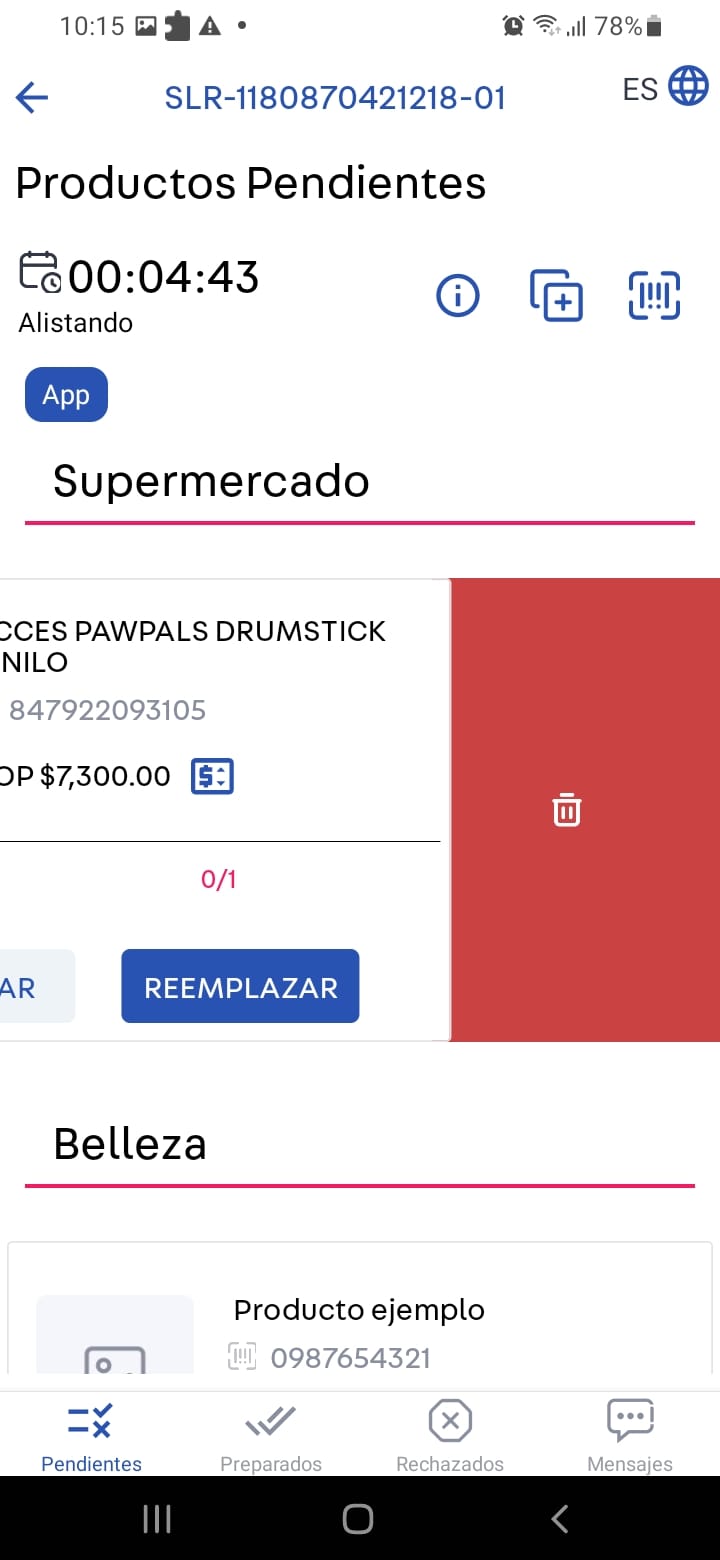 10:15
78%
SLR-1180870421218-01
ES
Productos Pendientes
00:04:43
Alistando
App
Supermercado
CCES PAWPALS DRUMSTICK
NILO
847922093105
OP $7,300.00
0/1
AR
REEMPLAZAR
Belleza
Producto ejemplo
0987654321
Pendientes
Preparados
Rechazados
Mensajes